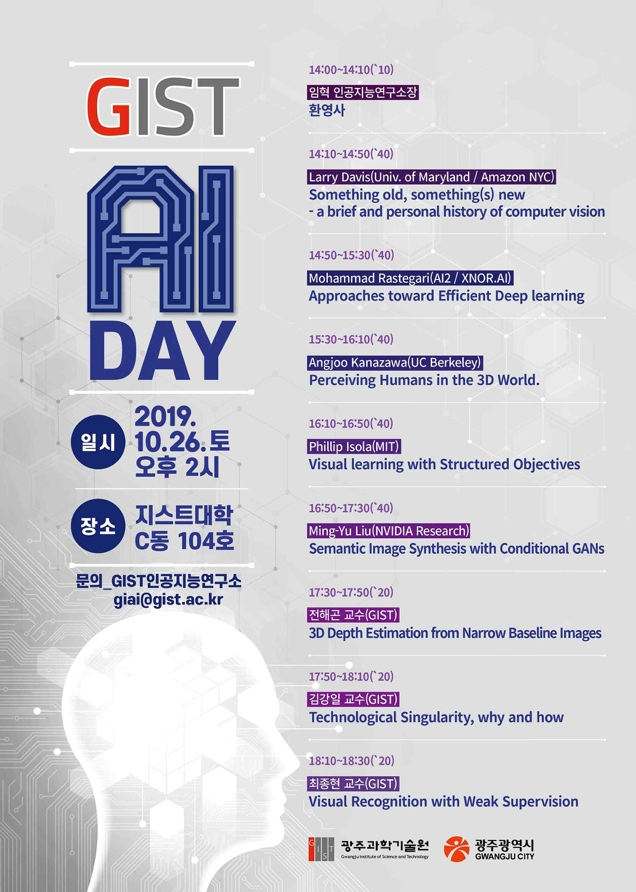 GIST
AI
DAY
일시
2019.
10.26.토
오후 2시
장소
지스트대학
C동 104호
문의_GIST인공지능연구소
giai@gist.ac.kr
14:00~14:10(`10)
임혁 인공지능연구소장
환영사
14:10~14:50(`40)
Larry Davis(Univ. of Maryland / Amazon NYC)
Something old, something(s) new
- a brief and personal history of computer vision
14:50~15:30(`40)
Mohammad Rastegari(AI2 / XNOR.AI)
Approaches toward Efficient Deep learning
15:30~16:10(`40)
Angjoo Kanazawa(UC Berkeley)
Perceiving Humans in the 3D World.
16:10~16:50(`40)
Phillip Isola(MIT)
Visual learning with Structured Objectives
16:50~17:30(`40)
Ming-Yu Liu(NVIDIA Research)
Semantic Image Synthesis with Conditional GANs
17:30~17:50(`20)
전해곤 교수(GIST)
3D Depth Estimation from Narrow Baseline Images
17:50~18:10(`20)
김강일 교수(GIST)
Technological Singularity, why and how
18:10~18:30(`20)
최종현 교수(GIST)
Visual Recognition with Weak Supervision
GIST
광주과학기술원
Gwangju Institute of Science and Technology
광주광역시
GWANGJU CITY